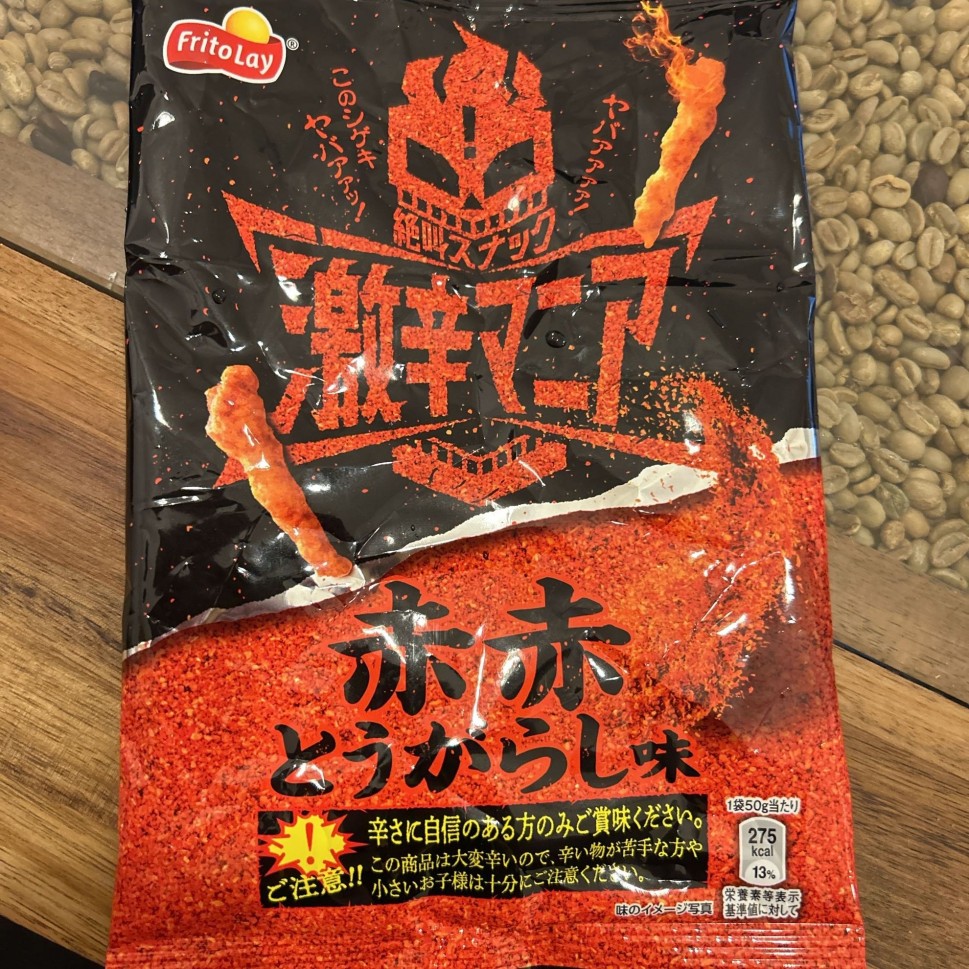 FritoLay®
このシゲキ
ヤバァァッ!
ヤバァァァァン
絶叫スナック
激辛マニア
赤赤
とうがらし味
辛さに自信のある方のみご賞味ください。
この商品は大変辛いので、辛い物が苦手な方や
小さいお子様は十分にご注意ください。
ご注意!!
1袋50g当たり
275
kcal
13%
栄養素等表示
基準値に対して
味のイメージ写真